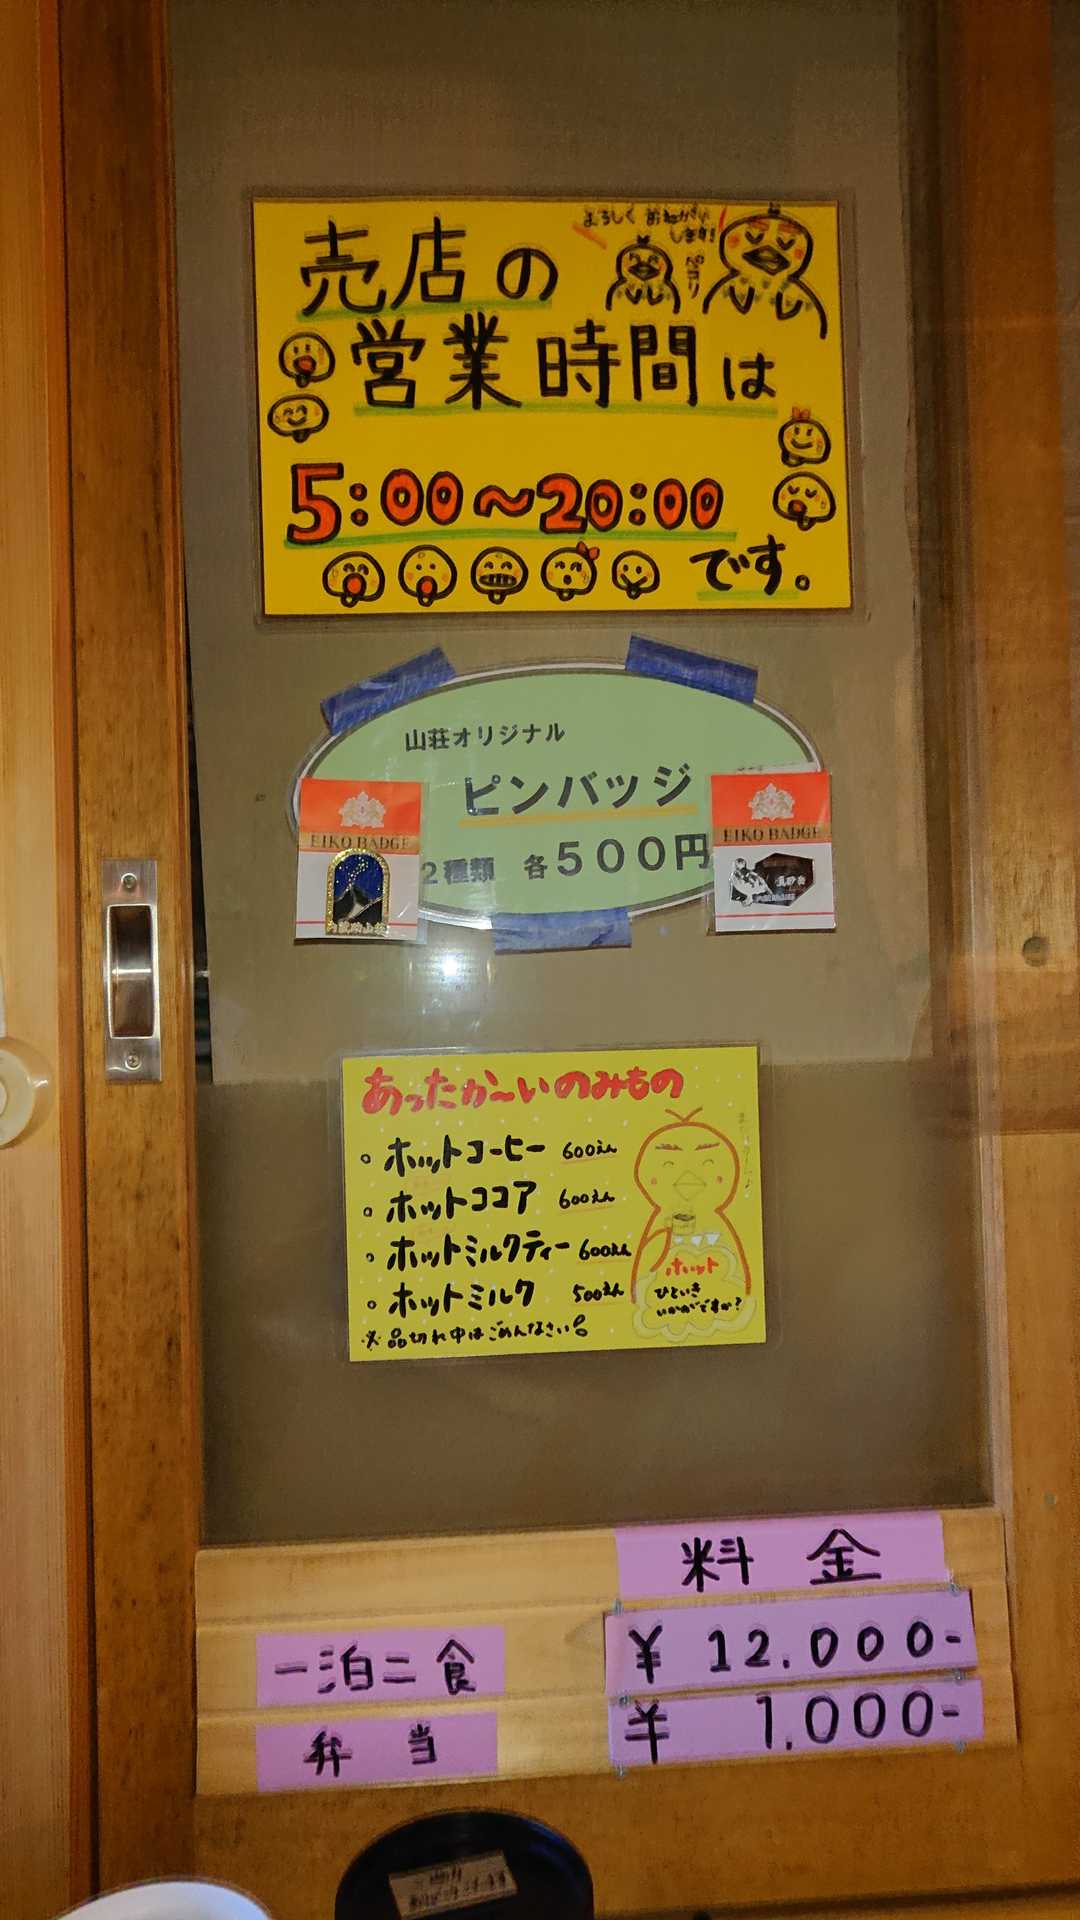 売店の
よろしく おねがい
します!
ペコリ
営業時間は
5:00〜20:00
です。
山荘オリジナル
ピンバッジ
2種類 各500円
EIKO BADGE
EIKO BADGE
あったか〜いのみもの
。ホットコーヒー 600えん
。ホットココア 600えん
。ホットミルクティー 600えん
。ホットミルク 500えん
※品切れ中はごめんなさい
ホット
ひといき
いかがですか?
料金
一泊二食 ¥12.000-
弁当 ¥1.000-